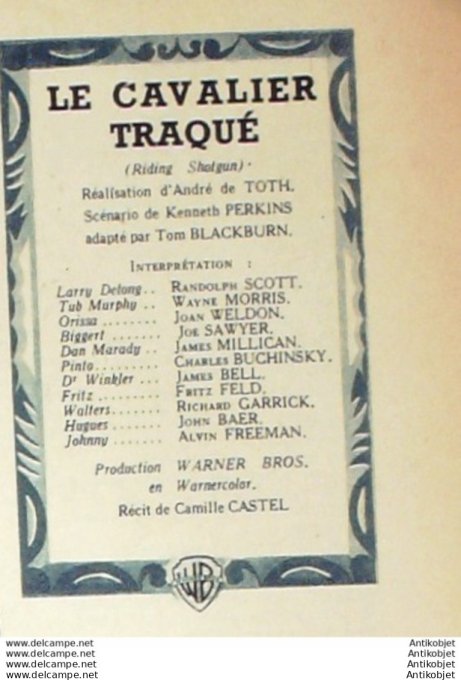 LE CAVALIER
TRAQUÉ
(Riding Shotgun) .
Réalisation d'André de TOTH.
Scénario de Kenneth PERKINS
adapté par Tom BLACKBURN.
INTERPRÉTATION :
Larry Delong .. RANDOLPH SCOTT.
Tub Murphy .. WAYNE MORRIS.
Orissa ........ JOAN WELDON.
Biggert ....... JOE SAWYER.
Dan Marady .. JAMES MILLICAN.
Pinto ......... CHARLES BUCHINSKY.
Dr Winkler ... JAMES BELL.
Fritz ......... FRITZ FELD.
Walters ....... RICHARD GARRICK.
Hugues ....... JOHN BAER.
Johnny ....... ALVIN FREEMAN.
Production WARNER BROS.
en Warnercolor.
Récit de Camille CASTEL
WB
www.delcampe.net Antikobjet
www.delcampe.net Antikobjet
www.delcampe.net Antikobjet
www.delcampe.net Antikobjet